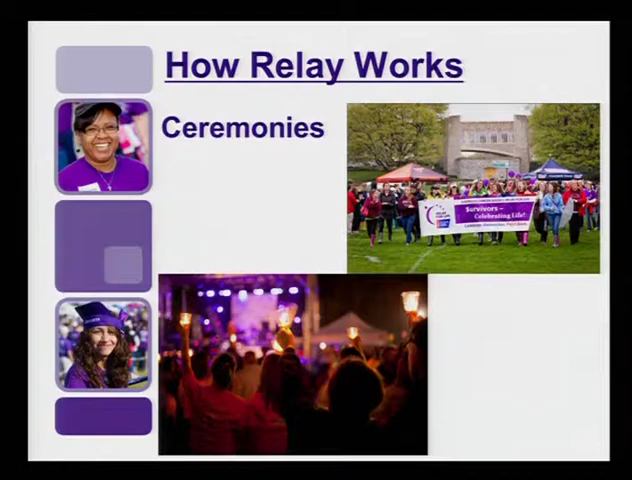 How Relay Works
Ceremonies
Survivors –
Celebrating Life!